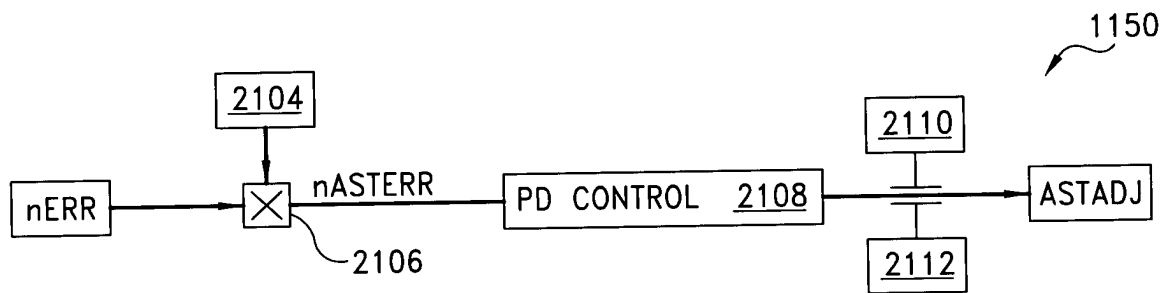 1150
2104
2110
nERR
nASTERR
PD CONTROL 2108
ASTADJ
2106
2112